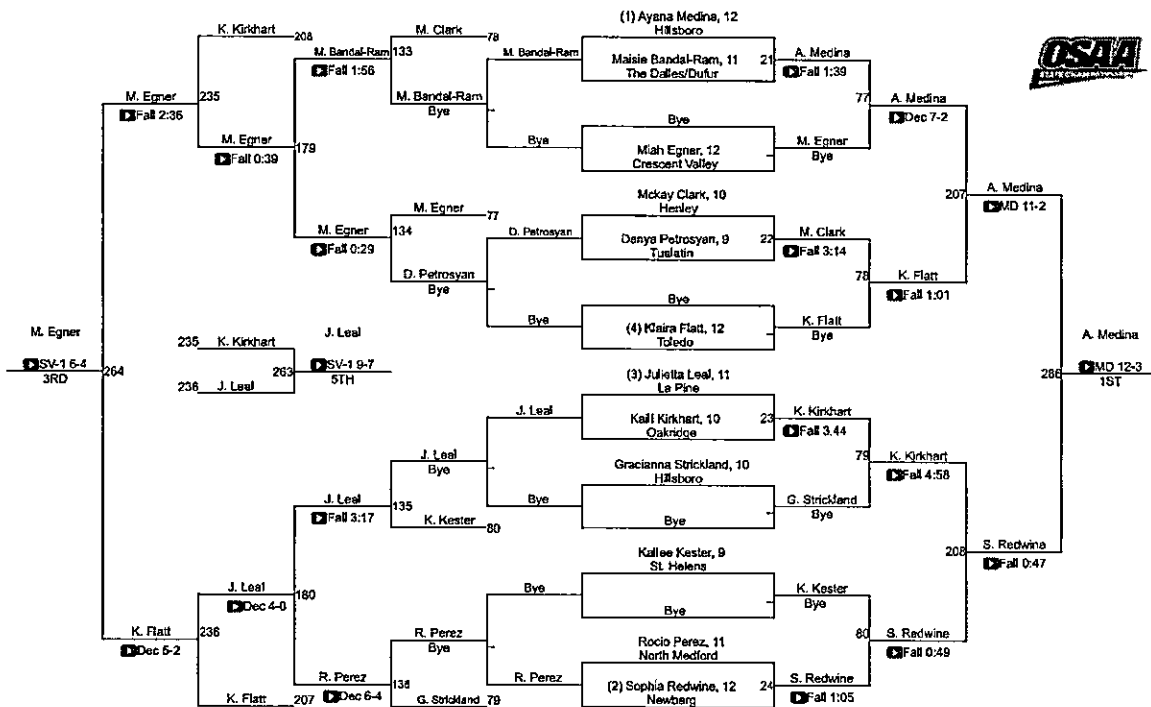 K. Kirkhart
208
M. Egner
Fall 2:36
235
M. Egner
Fall 0:39
179
M. Bandal-Ram
Fall 1:56
133
M. Clark
78
M. Bandal-Ram
Bye
M. Bandal-Ram
Bye
M. Egner
Fall 0:29
134
M. Egner
77
D. Petrosyan
Bye
D. Petrosyan
Bye
(1) Ayana Medina, 12
Hillsboro
Maisie Bandal-Ram, 11
The Dalles/Dufur
21
Bye
Miah Egner, 12
Crescent Valley
Mckay Clark, 10
Henley
Danya Petrosyan, 9
Tualatin
22
Bye
(4) Klaira Flatt, 12
Toledo
A. Medina
Fall 1:39
77
M. Egner
Bye
A. Medina
Dec 7-2
M. Clark
Fall 3:14
78
K. Flatt
Bye
K. Flatt
Fall 1:01
207
A. Medina
MD 11-2
OSAA
M. Egner
SV-1 6-4
3RD
264
235
K. Kirkhart
236
J. Leal
263
J. Leal
SV-1 9-7
5TH
A. Medina
MD 12-3
1ST
266
(3) Julietta Leal, 11
La Pine
Kaili Kirkhart, 10
Oakridge
23
Gracianna Strickland, 10
Hillsboro
Bye
Kallee Kester, 9
St. Helens
Bye
Rocio Perez, 11
North Medford
(2) Sophia Redwine, 12
Newberg
24
K. Kirkhart
Fall 3:44
79
G. Strickland
Bye
K. Kirkhart
Fall 4:58
K. Kester
Bye
80
S. Redwine
Fall 1:05
S. Redwine
Fall 0:49
208
S. Redwine
Fall 0:47
J. Leal
Bye
J. Leal
Bye
K. Kester
80
J. Leal
Fall 3:17
135
J. Leal
Dec 4-0
180
K. Flatt
Dec 5-2
236
K. Flatt
207
R. Perez
Dec 6-4
136
R. Perez
Bye
G. Strickland
79
Bye
R. Perez